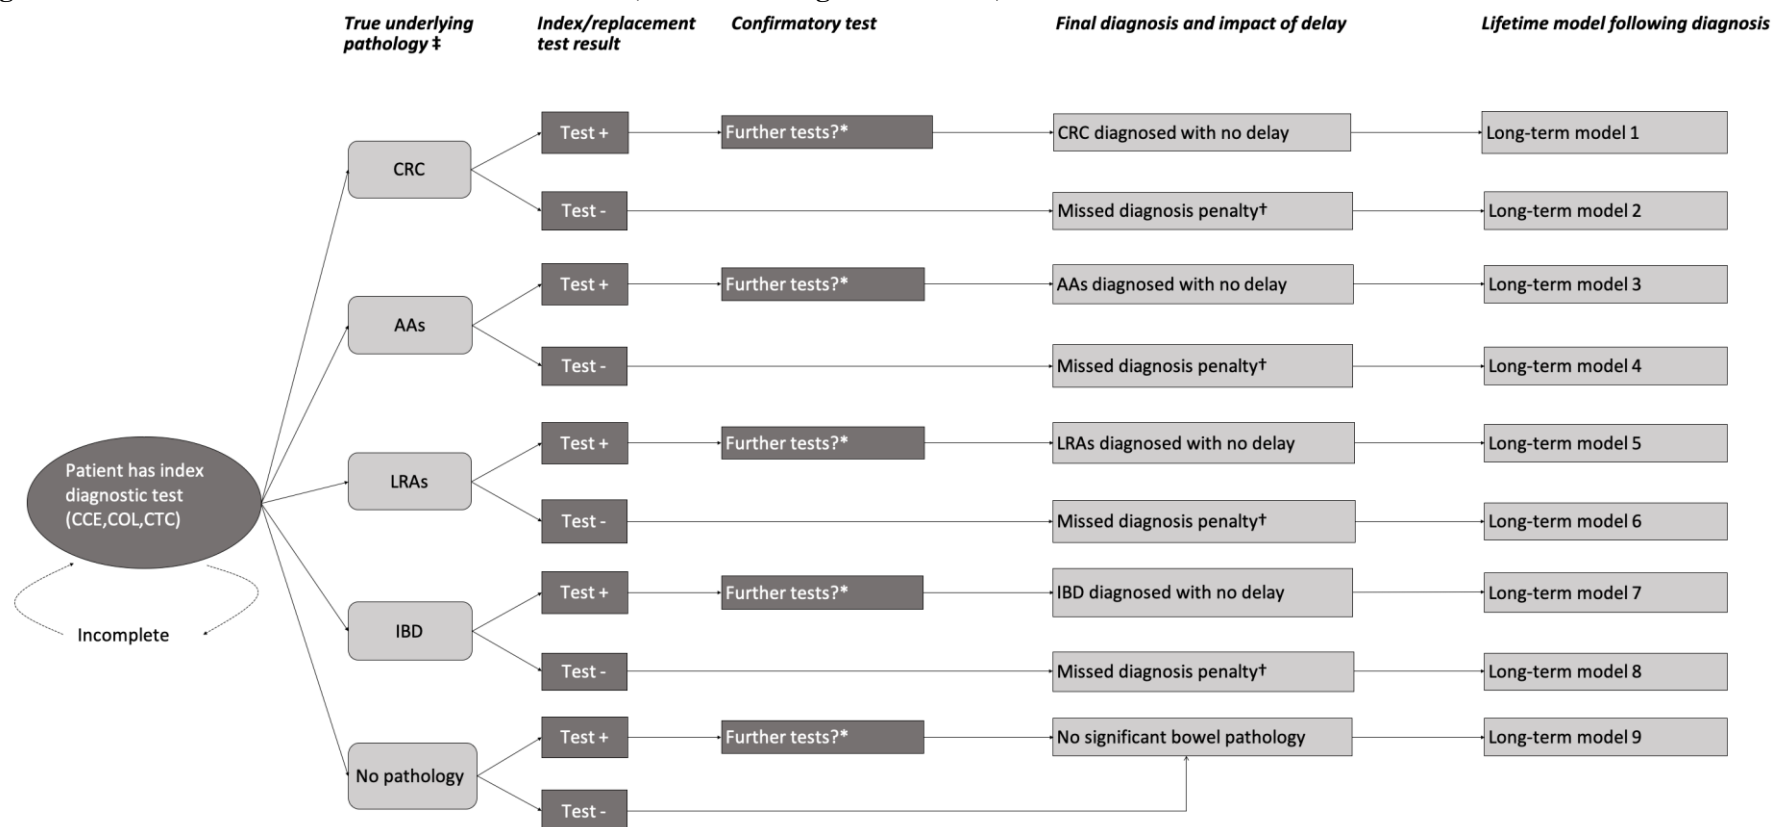 True underlying
pathology ‡
Index/replacement
test result
Confirmatory test
Final diagnosis and impact of delay
Lifetime model following diagnosis
CRC
Test +
Further tests?*
CRC diagnosed with no delay
Long-term model 1
Test -
Missed diagnosis penalty†
Long-term model 2
AAs
Test +
Further tests?*
AAs diagnosed with no delay
Long-term model 3
Test -
Missed diagnosis penalty†
Long-term model 4
Patient has index
diagnostic test
(CCE,COL,CTC)
Incomplete
LRAs
Test +
Further tests?*
LRAs diagnosed with no delay
Long-term model 5
Test -
Missed diagnosis penalty†
Long-term model 6
IBD
Test +
Further tests?*
IBD diagnosed with no delay
Long-term model 7
Test -
Missed diagnosis penalty†
Long-term model 8
No pathology
Test +
Further tests?*
No significant bowel pathology
Long-term model 9
Test -